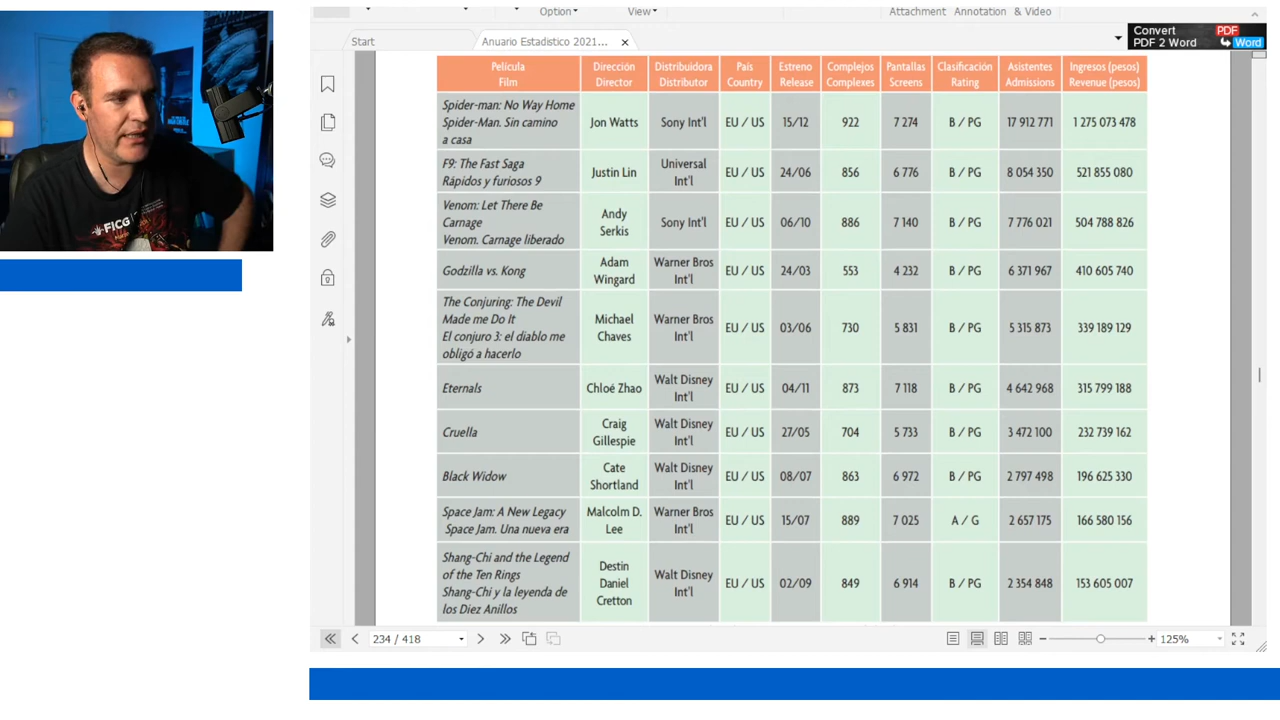 Option
View
Attachment
Annotation
& Video
Start
Anuario Estadistico 2021...
Convert
PDF 2 Word
PDF
Word
Película
Film
Dirección
Director
Distribuidora
Distributor
País
Country
Estreno
Release
Complejos
Complexes
Pantallas
Screens
Clasificación
Rating
Asistentes
Admissions
Ingresos (pesos)
Revenue (pesos)
Spider-man: No Way Home
Spider-Man. Sin camino
a casa
Jon Watts
Sony Int'l
EU / US
15/12
922
7 274
B / PG
17 912 771
1 275 073 478
F9: The Fast Saga
Rápidos y furiosos 9
Justin Lin
Universal
Int'l
EU / US
24/06
856
6 776
B / PG
8 054 350
521 855 080
Venom: Let There Be
Carnage
Venom. Carnage liberado
Andy
Serkis
Sony Int'l
EU / US
06/10
886
7 140
B / PG
7 776 021
504 788 826
Godzilla vs. Kong
Adam
Wingard
Warner Bros
Int'l
EU / US
24/03
553
4 232
B / PG
6 371 967
410 605 740
The Conjuring: The Devil
Made me Do It
El conjuro 3: el diablo me
obligó a hacerlo
Michael
Chaves
Warner Bros
Int'l
EU / US
03/06
730
5 831
B / PG
5 315 873
339 189 129
Eternals
Chloé Zhao
Walt Disney
Int'l
EU / US
04/11
873
7 118
B / PG
4 642 968
315 799 188
Cruella
Craig
Gillespie
Walt Disney
Int'l
EU / US
27/05
704
5 733
B / PG
3 472 100
232 739 162
Black Widow
Cate
Shortland
Walt Disney
Int'l
EU / US
08/07
863
6 972
B / PG
2 797 498
196 625 330
Space Jam: A New Legacy
Space Jam. Una nueva era
Malcolm D.
Lee
Warner Bros
Int'l
EU / US
15/07
889
7 025
A / G
2 657 175
166 580 156
Shang-Chi and the Legend
of the Ten Rings
Shang-Chi y la leyenda de
los Diez Anillos
Destin
Daniel
Cretton
Walt Disney
Int'l
EU / US
02/09
849
6 914
B / PG
2 354 848
153 605 007
234 / 418
125%
FICG